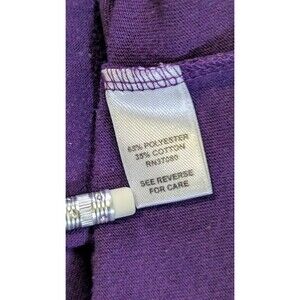 65% POLYESTER
35% COTTON
RN37080
SEE REVERSE
FOR CARE